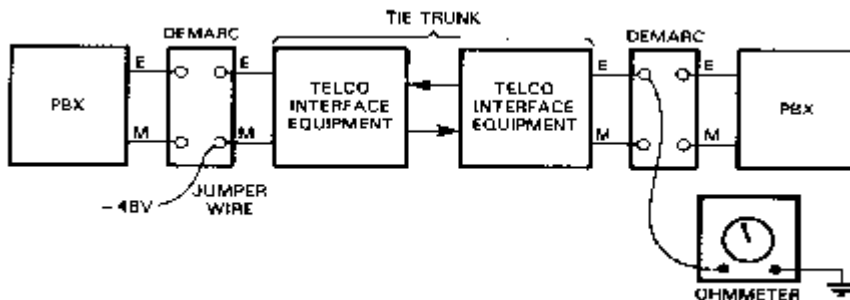 TIE TRUNK
DEMARC
DEMARC
PBX
E
E
TELCO
INTERFACE
EQUIPMENT
TELCO
INTERFACE
EQUIPMENT
E
E
PBX
M
M
M
M
-48V
JUMPER
WIRE
OHMMETER